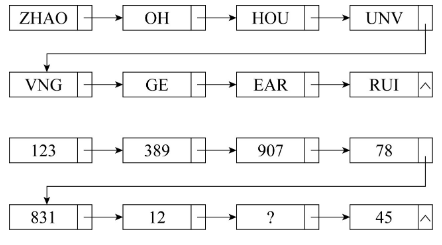 ZHAO OH HOU UNV
VNG GE EAR RUI ^
123 389 907 78
831 12 ? 45 ^